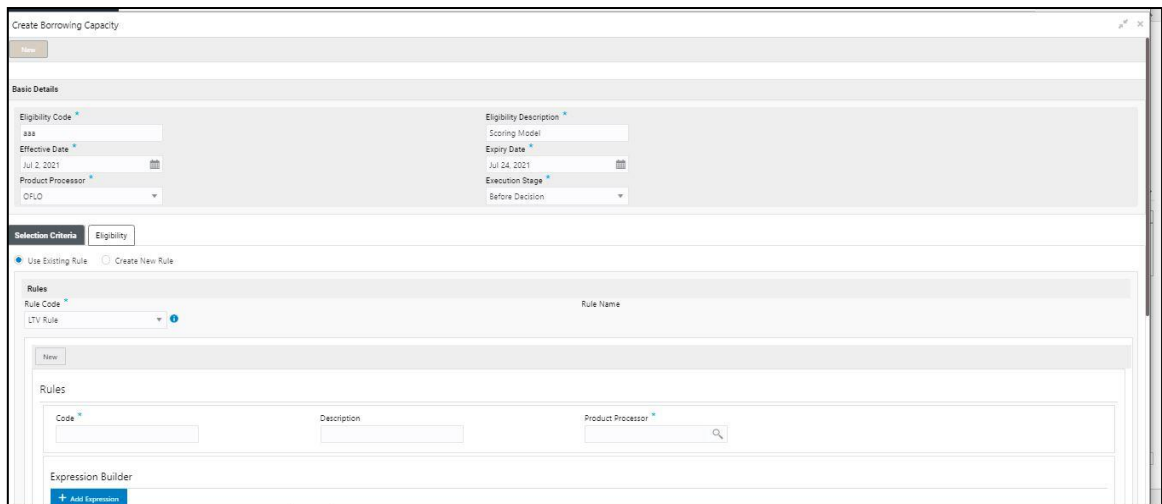 Create Borrowing Capacity
New
Basic Details
Eligibility Code * Eligibility Description *
aaa Scoring Model
Effective Date * Expiry Date *
Jul 2, 2021 Jul 24, 2021
Product Processor * Execution Stage *
OFLO Before Decision
Selection Criteria Eligibility
Use Existing Rule Create New Rule
Rules
Rule Code * Rule Name
LTV Rule
New
Rules
Code * Description Product Processor *
Expression Builder
+ Add Expression